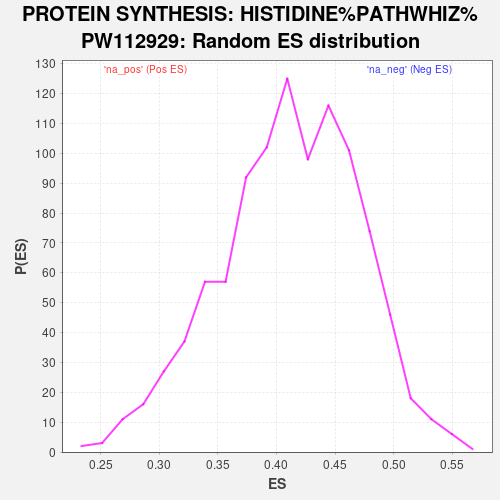 PROTEIN SYNTHESIS: HISTIDINE%PATHWHIZ%
PW112929: Random ES distribution
'na_pos' (Pos ES)
'na_neg' (Neg ES)
130
120
110
100
90
80
70
60
50
40
30
20
10
0
P(ES)
0.25 0.30 0.35 0.40 0.45 0.50 0.55
ES